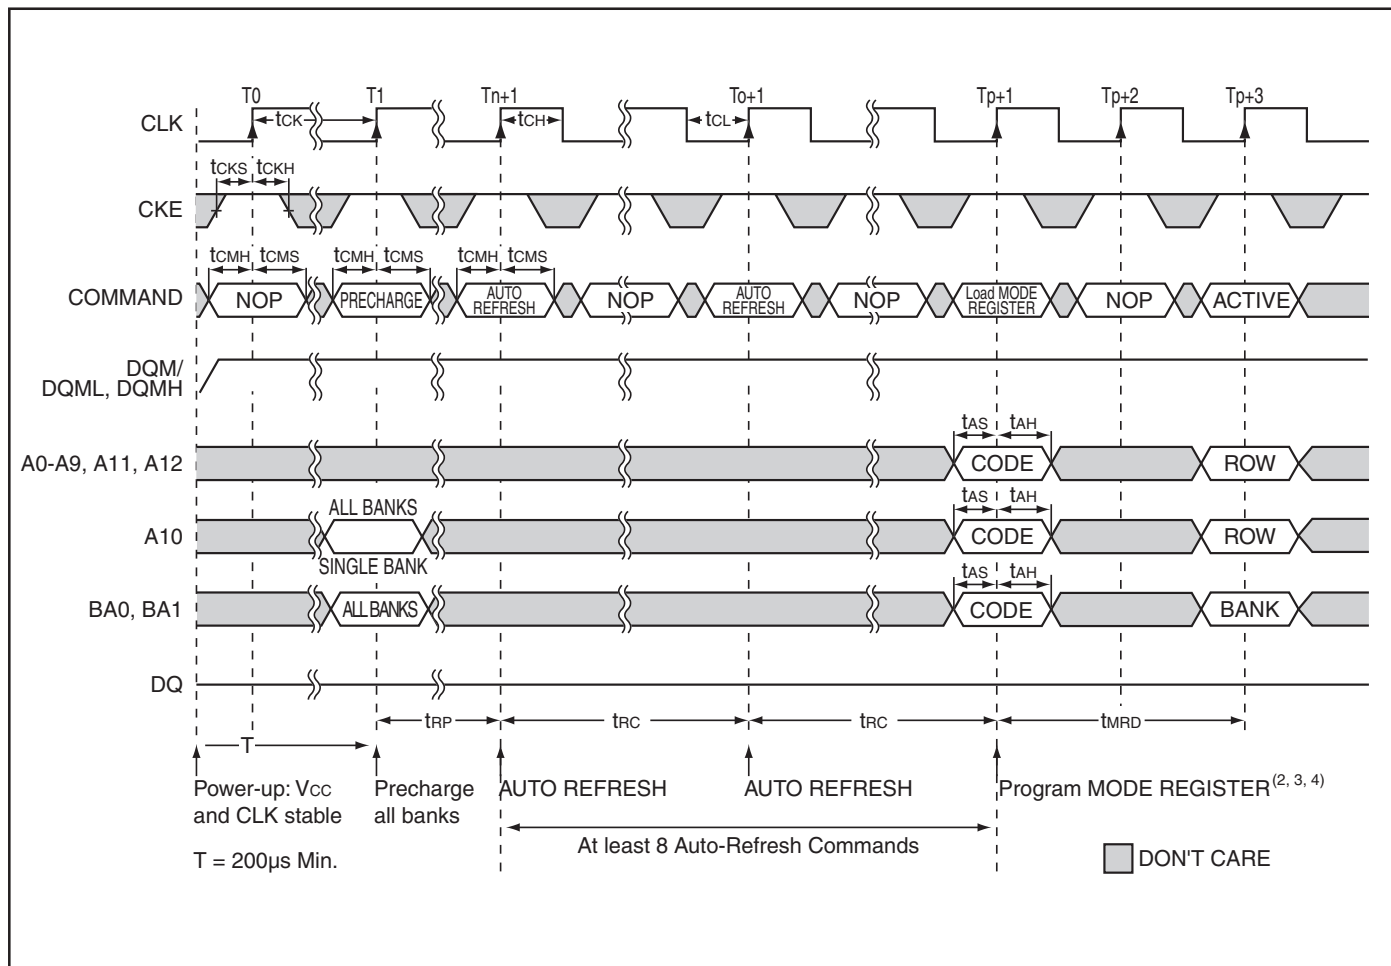 T0 T1 Tn+1 To+1 Tp+1 Tp+2 Tp+3
CLK tCK tCH tCL
tCKS tCKH
CKE
tCMH tCMS tCMH tCMS tCMH tCMS
COMMAND NOP PRECHARGE AUTO REFRESH NOP AUTO REFRESH NOP Load MODE REGISTER NOP ACTIVE
DQM/
DQML, DQMH
tAS tAH
A0-A9, A11, A12 CODE ROW
ALL BANKS tAS tAH
A10 CODE ROW
SINGLE BANK tAS tAH
BA0, BA1 ALL BANKS CODE BANK
DQ
tRP tRC tRC tMRD
T
Power-up: VCC Precharge AUTO REFRESH AUTO REFRESH Program MODE REGISTER(2, 3, 4)
and CLK stable all banks
At least 8 Auto-Refresh Commands
T = 200µs Min. DON'T CARE